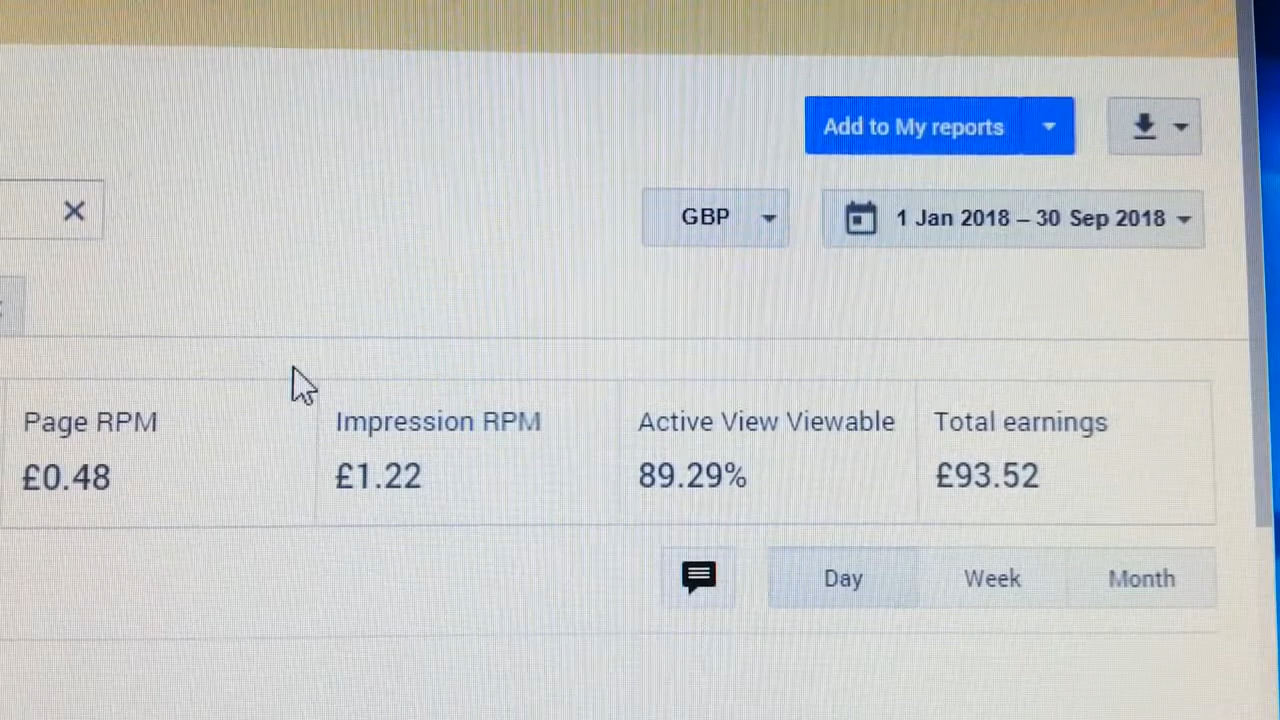 Add to My reports
GBP
1 Jan 2018 – 30 Sep 2018
Page RPM
Impression RPM
Active View Viewable
Total earnings
£0.48
£1.22
89.29%
£93.52
Day
Week
Month